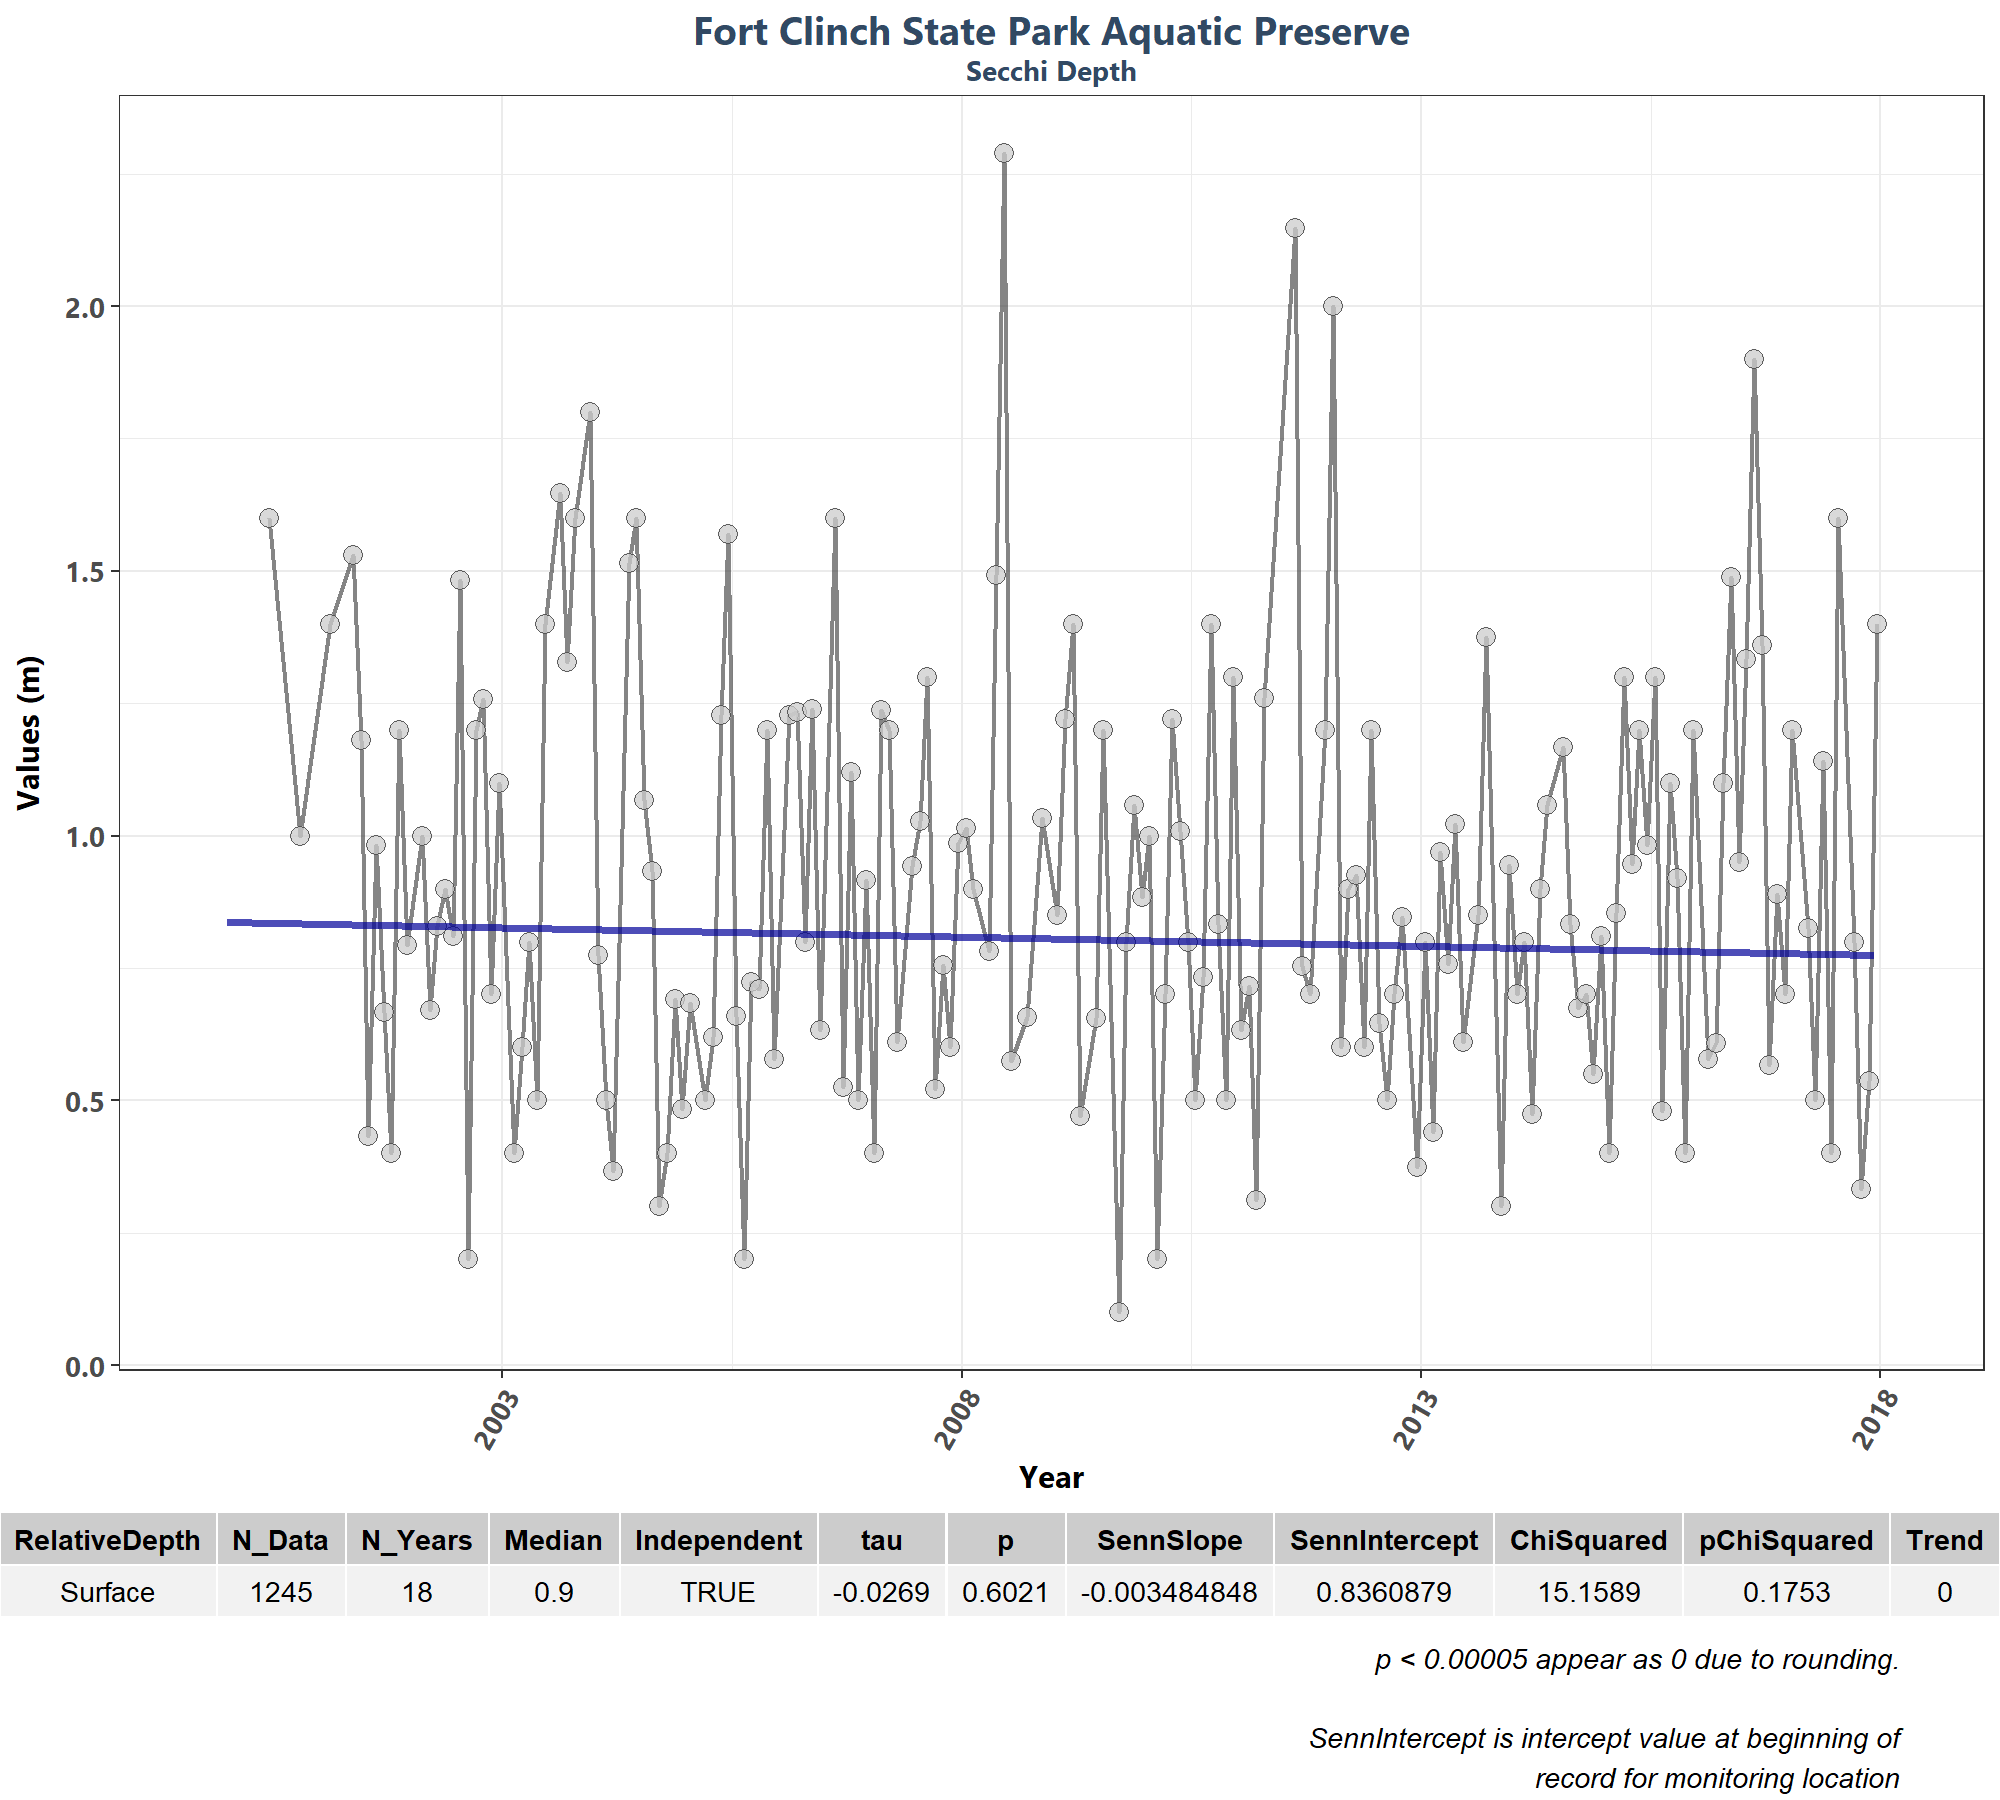 Fort Clinch State Park Aquatic Preserve
Secchi Depth
Values (m)
2.0
1.5
1.0
0.5
0.0
2003 2008 2013 2018
Year
RelativeDepth N_Data N_Years Median Independent tau p SennSlope SennIntercept ChiSquared pChiSquared Trend
Surface 1245 18 0.9 TRUE -0.0269 0.6021 -0.003484848 0.8360879 15.1589 0.1753 0
p < 0.00005 appear as 0 due to rounding.
SennIntercept is intercept value at beginning of
record for monitoring location